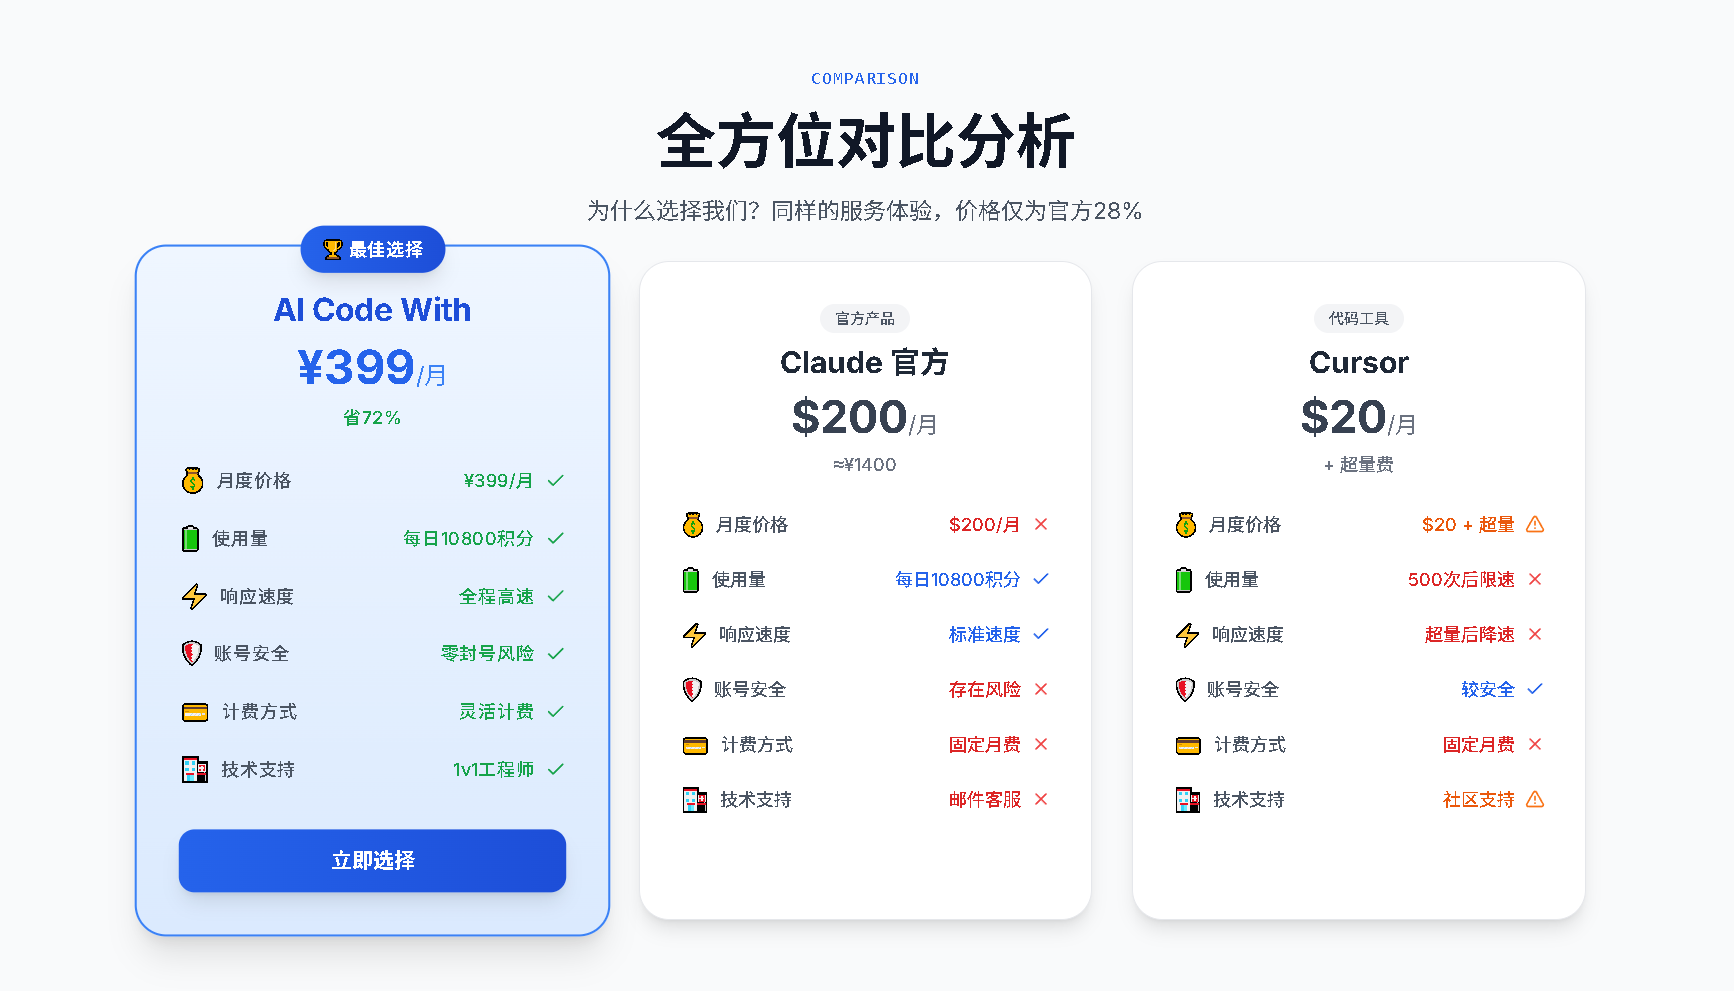 COMPARISON
全方位对比分析
为什么选择我们？同样的服务体验，价格仅为官方28%
最佳选择
AI Code With
¥399/月
省72%
月度价格 ¥399/月
使用量 每日10800积分
响应速度 全程高速
账号安全 零封号风险
计费方式 灵活计费
技术支持 1v1工程师
立即选择
官方产品
Claude 官方
$200/月
≈¥1400
月度价格 $200/月
使用量 每日10800积分
响应速度 标准速度
账号安全 存在风险
计费方式 固定月费
技术支持 邮件客服
代码工具
Cursor
$20/月
+ 超量费
月度价格 $20 + 超量
使用量 500次后限速
响应速度 超量后降速
账号安全 较安全
计费方式 固定月费
技术支持 社区支持